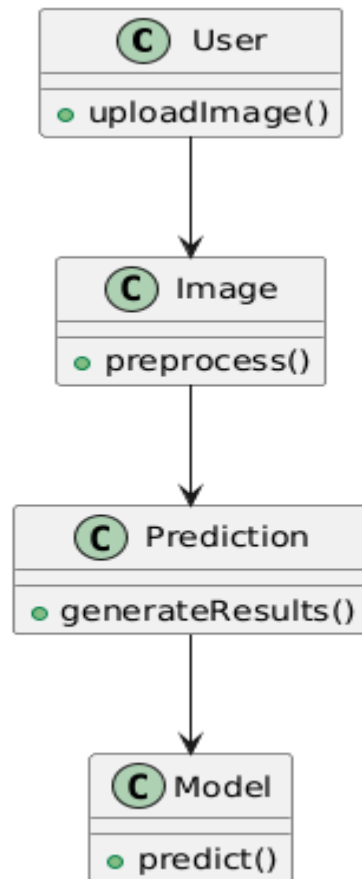 C User
uploadImage()
C Image
preprocess()
C Prediction
generateResults()
C Model
predict()